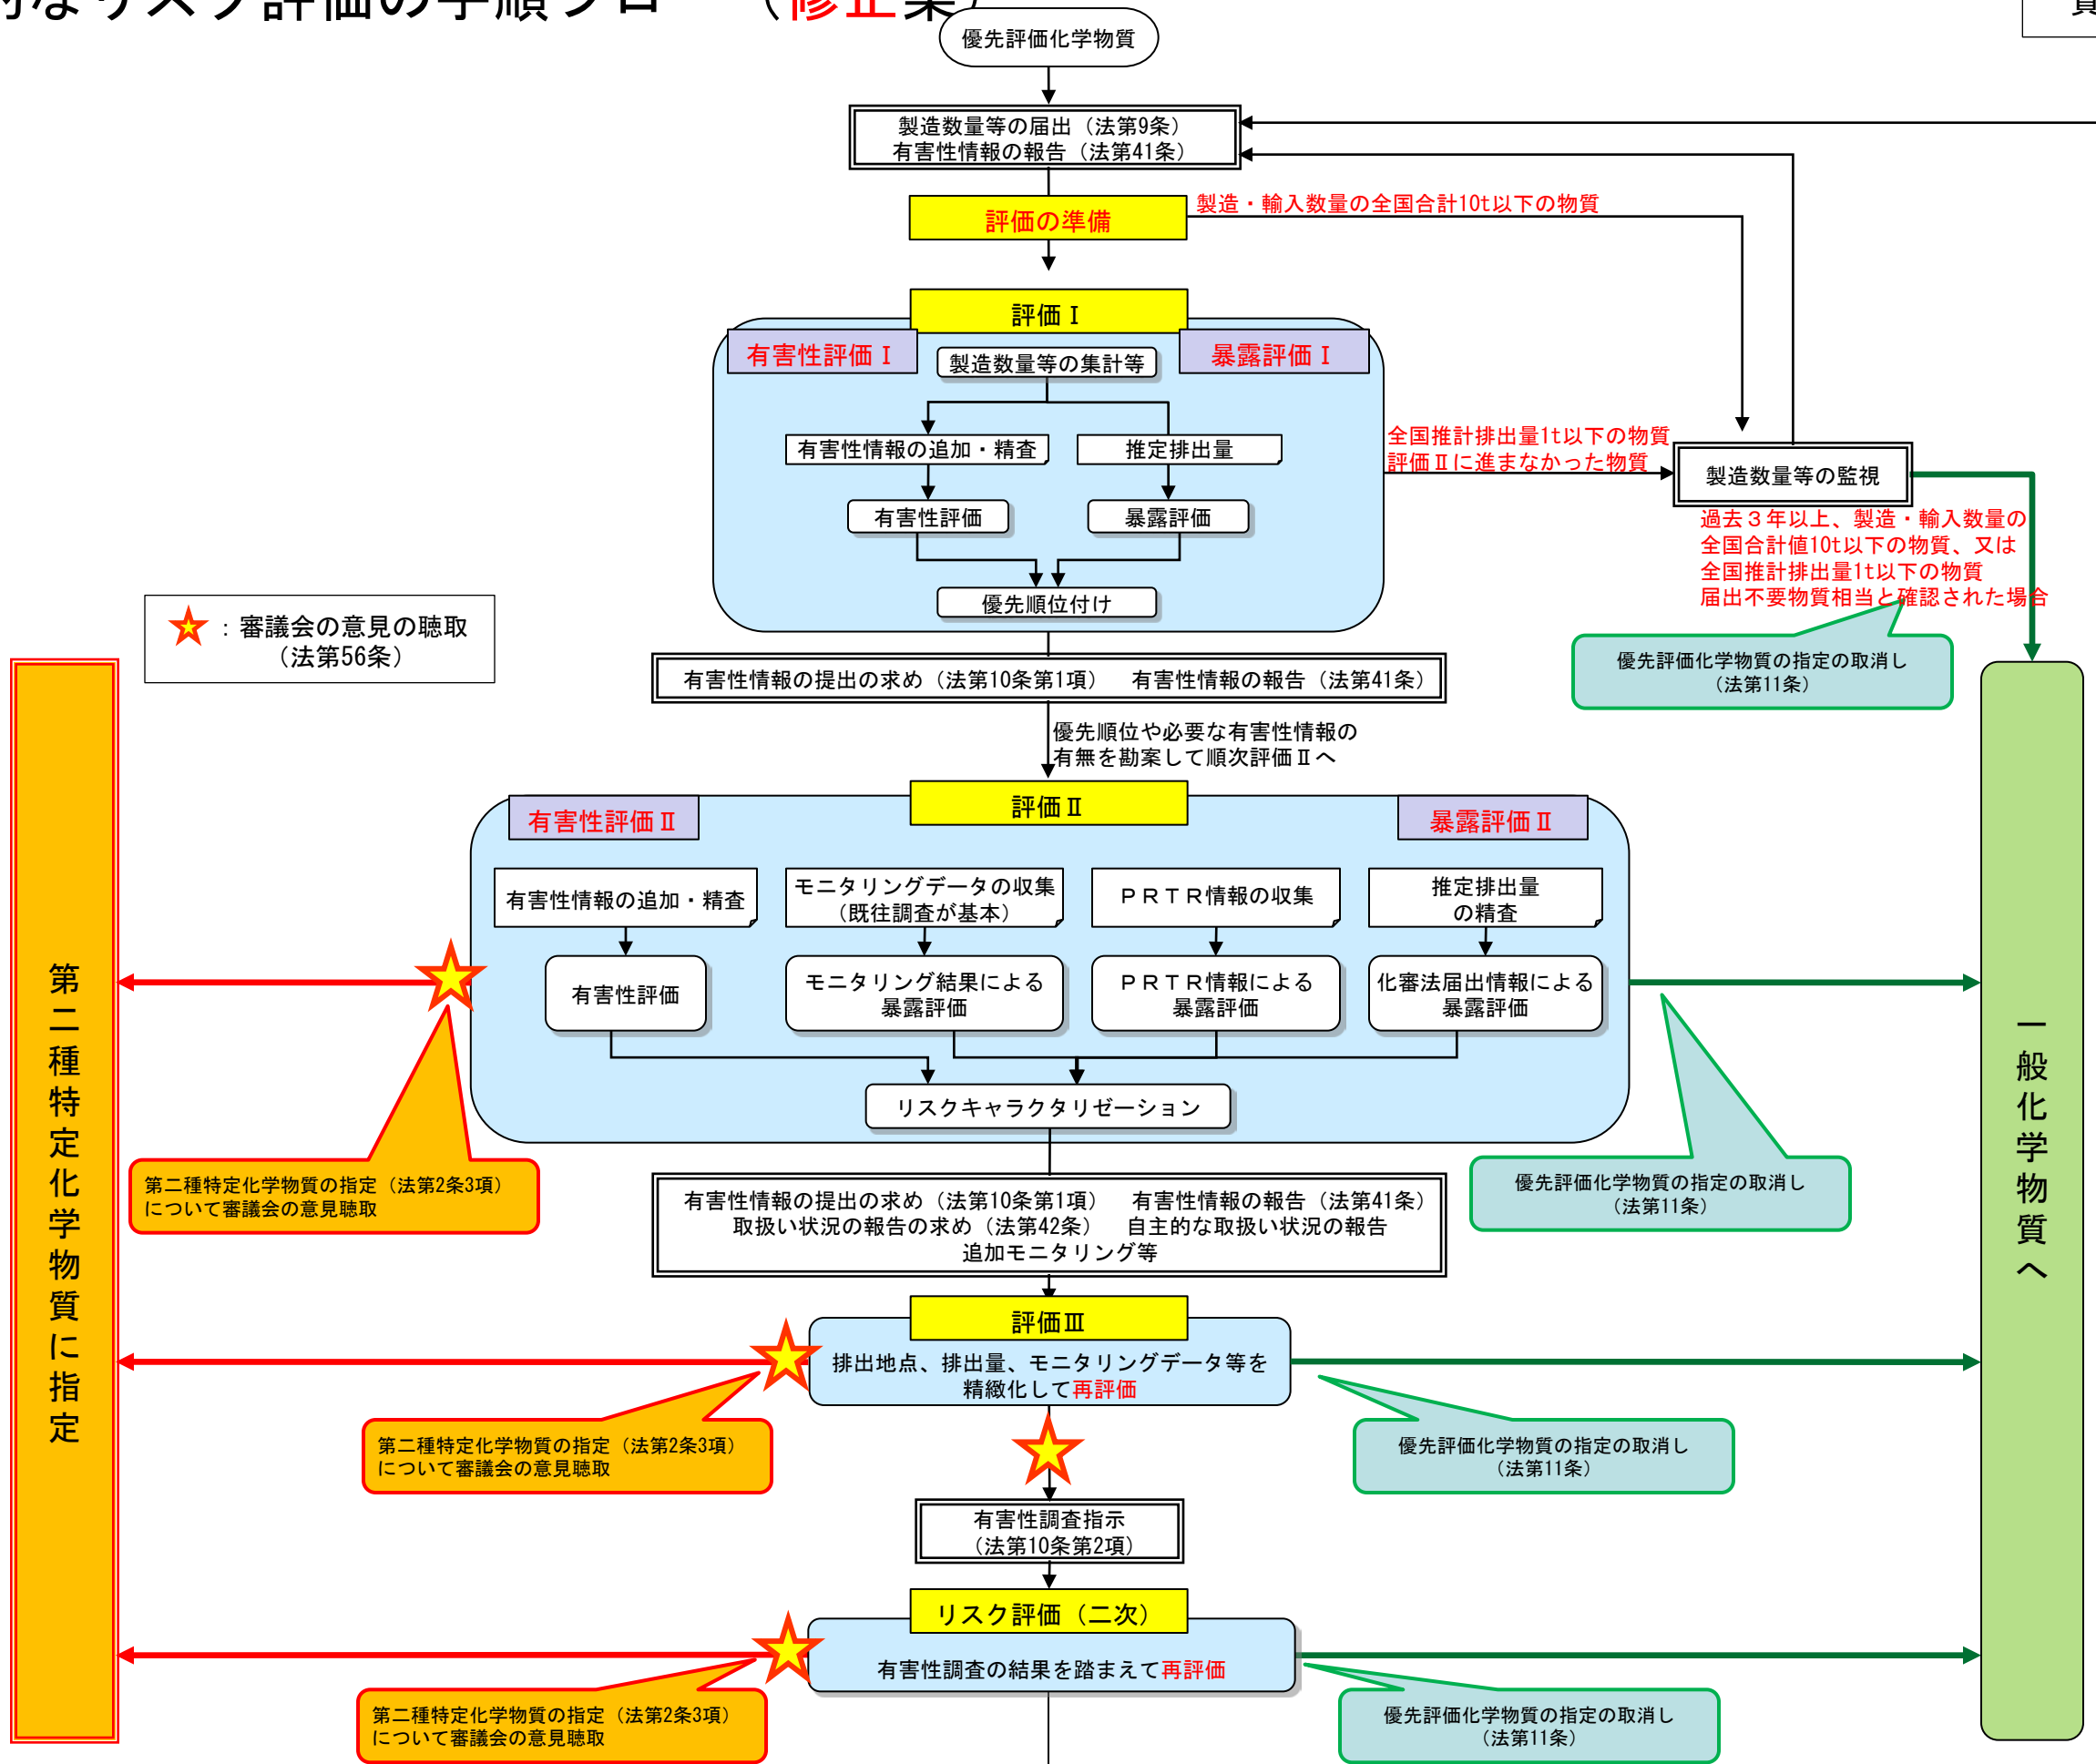 なリスク評価の手順フロー（修正案）
優先評価化学物質
製造数量等の届出（法第9条）
有害性情報の報告（法第41条）
評価の準備
製造・輸入数量の全国合計10t以下の物質
評価Ⅰ
有害性評価Ⅰ
暴露評価Ⅰ
製造数量等の集計等
有害性情報の追加・精査
推定排出量
有害性評価
暴露評価
優先順位付け
全国推計排出量1t以下の物質
評価Ⅱに進まなかった物質
製造数量等の監視
過去３年以上、製造・輸入数量の
全国合計値10t以下の物質、又は
全国推計排出量1t以下の物質
届出不要物質相当と確認された場合
優先評価化学物質の指定の取消し
（法第11条）
：審議会の意見の聴取
（法第56条）
有害性情報の提出の求め（法第10条第1項）　有害性情報の報告（法第41条）
優先順位や必要な有害性情報の
有無を勘案して順次評価Ⅱへ
評価Ⅱ
有害性評価Ⅱ
暴露評価Ⅱ
有害性情報の追加・精査
モニタリングデータの収集
（既往調査が基本）
ＰＲＴＲ情報の収集
推定排出量
の精査
有害性評価
モニタリング結果による
暴露評価
ＰＲＴＲ情報による
暴露評価
化審法届出情報による
暴露評価
リスクキャラクタリゼーション
第二種特定化学物質の指定（法第2条3項）
について審議会の意見聴取
優先評価化学物質の指定の取消し
（法第11条）
有害性情報の提出の求め（法第10条第1項）　有害性情報の報告（法第41条）
取扱い状況の報告の求め（法第42条）　自主的な取扱い状況の報告
追加モニタリング等
評価Ⅲ
排出地点、排出量、モニタリングデータ等を
精緻化して再評価
第二種特定化学物質の指定（法第2条3項）
について審議会の意見聴取
優先評価化学物質の指定の取消し
（法第11条）
有害性調査指示
（法第10条第2項）
リスク評価（二次）
有害性調査の結果を踏まえて再評価
第二種特定化学物質の指定（法第2条3項）
について審議会の意見聴取
優先評価化学物質の指定の取消し
（法第11条）
第二種特定化学物質に指定
一般化学物質へ